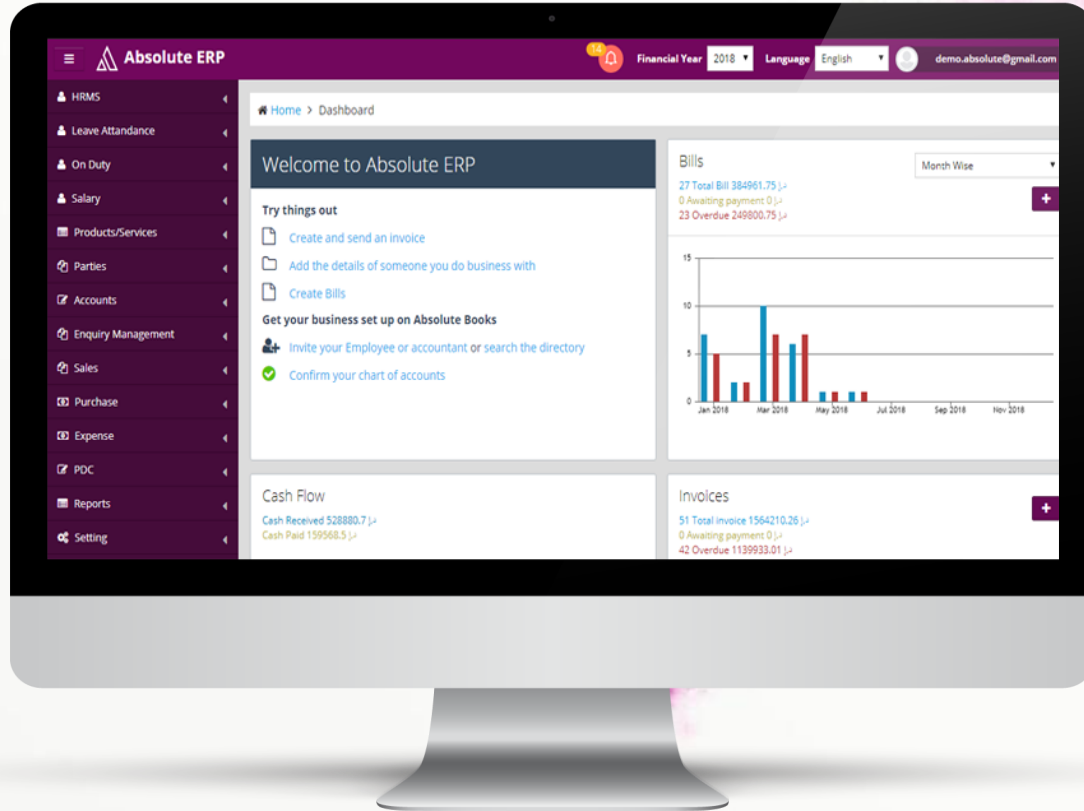 Absolute ERP
14
Financial Year 2018 Language English demo.absolute@gmail.com
HRMS
Leave Attandance
On Duty
Salary
Products/Services
Parties
Accounts
Enquiry Management
Sales
Purchase
Expense
PDC
Reports
Setting
Home > Dashboard
Welcome to Absolute ERP
Try things out
Create and send an invoice
Add the details of someone you do business with
Create Bills
Get your business set up on Absolute Books
Invite your Employee or accountant or search the directory
Confirm your chart of accounts
Bills
Month Wise
27 Total Bill 384961.75 د.إ
0 Awaiting payment 0 د.إ
23 Overdue 249800.75 د.إ
15
10
5
0
Jan 2018 Mar 2018 May 2018 Jul 2018 Sep 2018 Nov 2018
Cash Flow
Cash Received 528880.7 د.إ
Cash Paid 159568.5 د.إ
Invoices
51 Total invoice 1564210.26 د.إ
0 Awaiting payment 0 د.إ
42 Overdue 1139933.01 د.إ